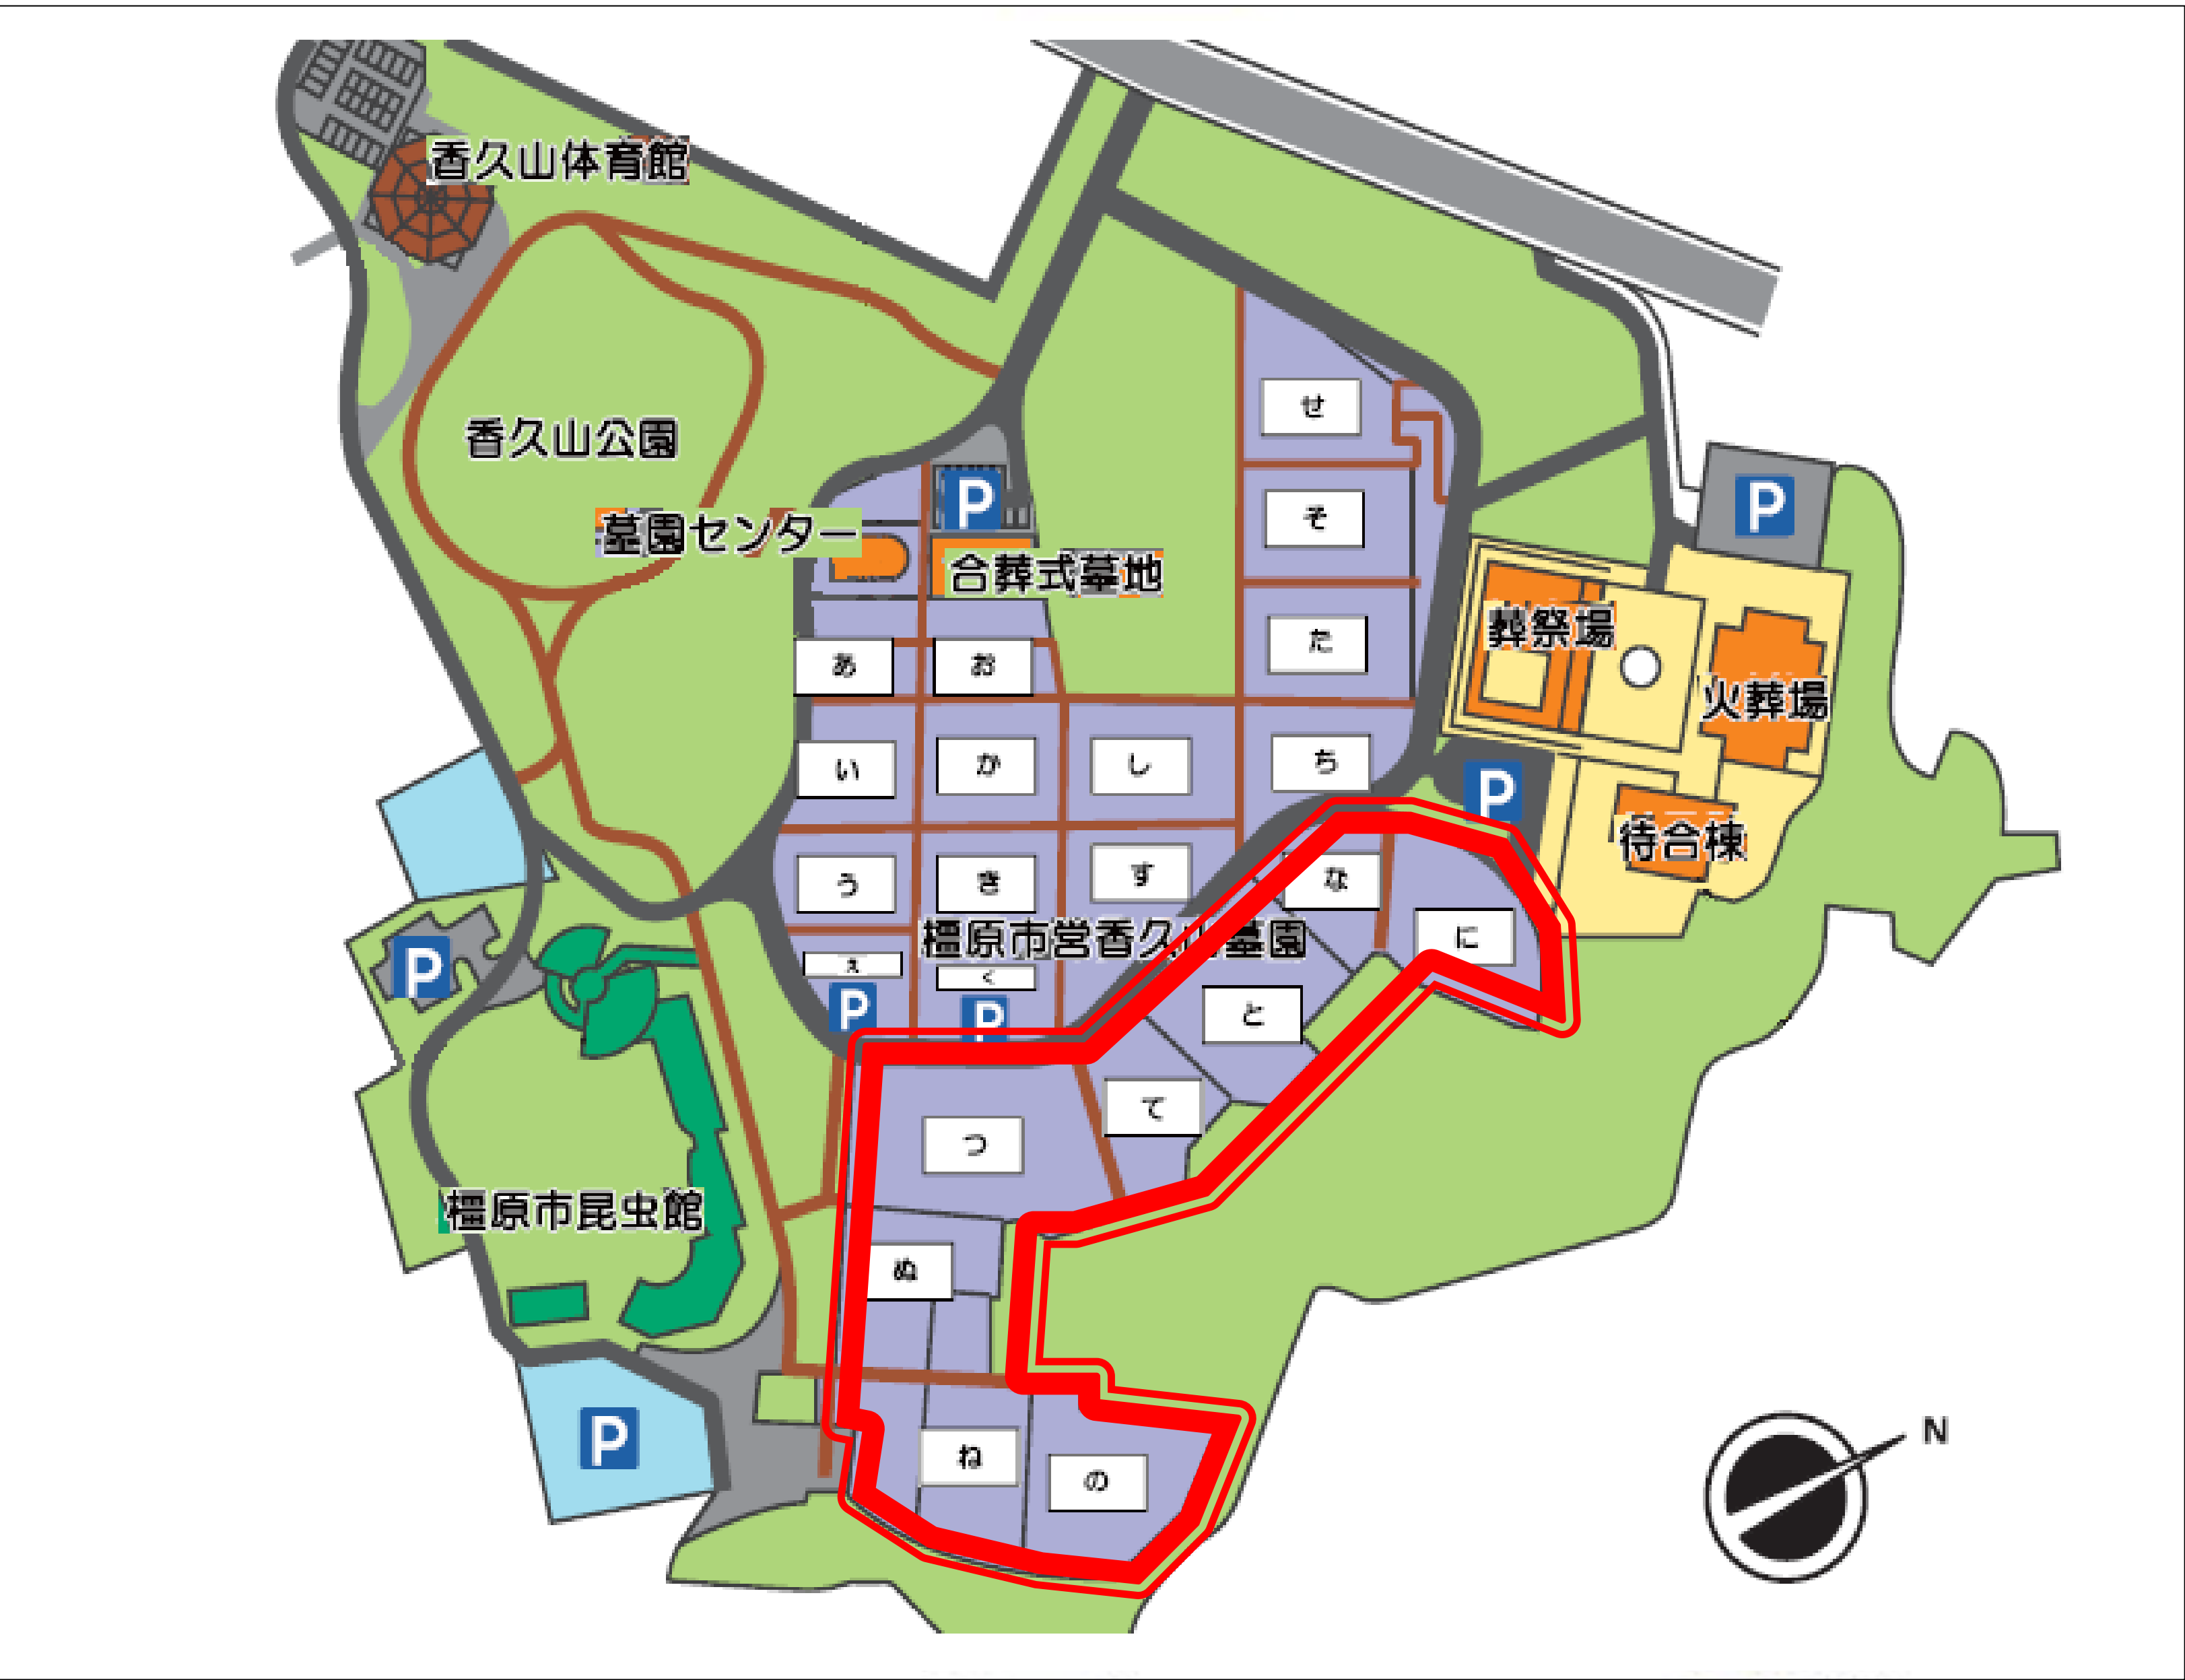 香久山体育館
せ
香久山公園
P
P
そ
墓園センター
合葬式墓地
葬祭場
た
あ
お
火葬場
い
か
し
ち
P
待合棟
う
き
す
な
橿原市営香久山墓園
に
え
く
P
P
P
と
て
つ
橿原市昆虫館
ぬ
P
ね
の
N